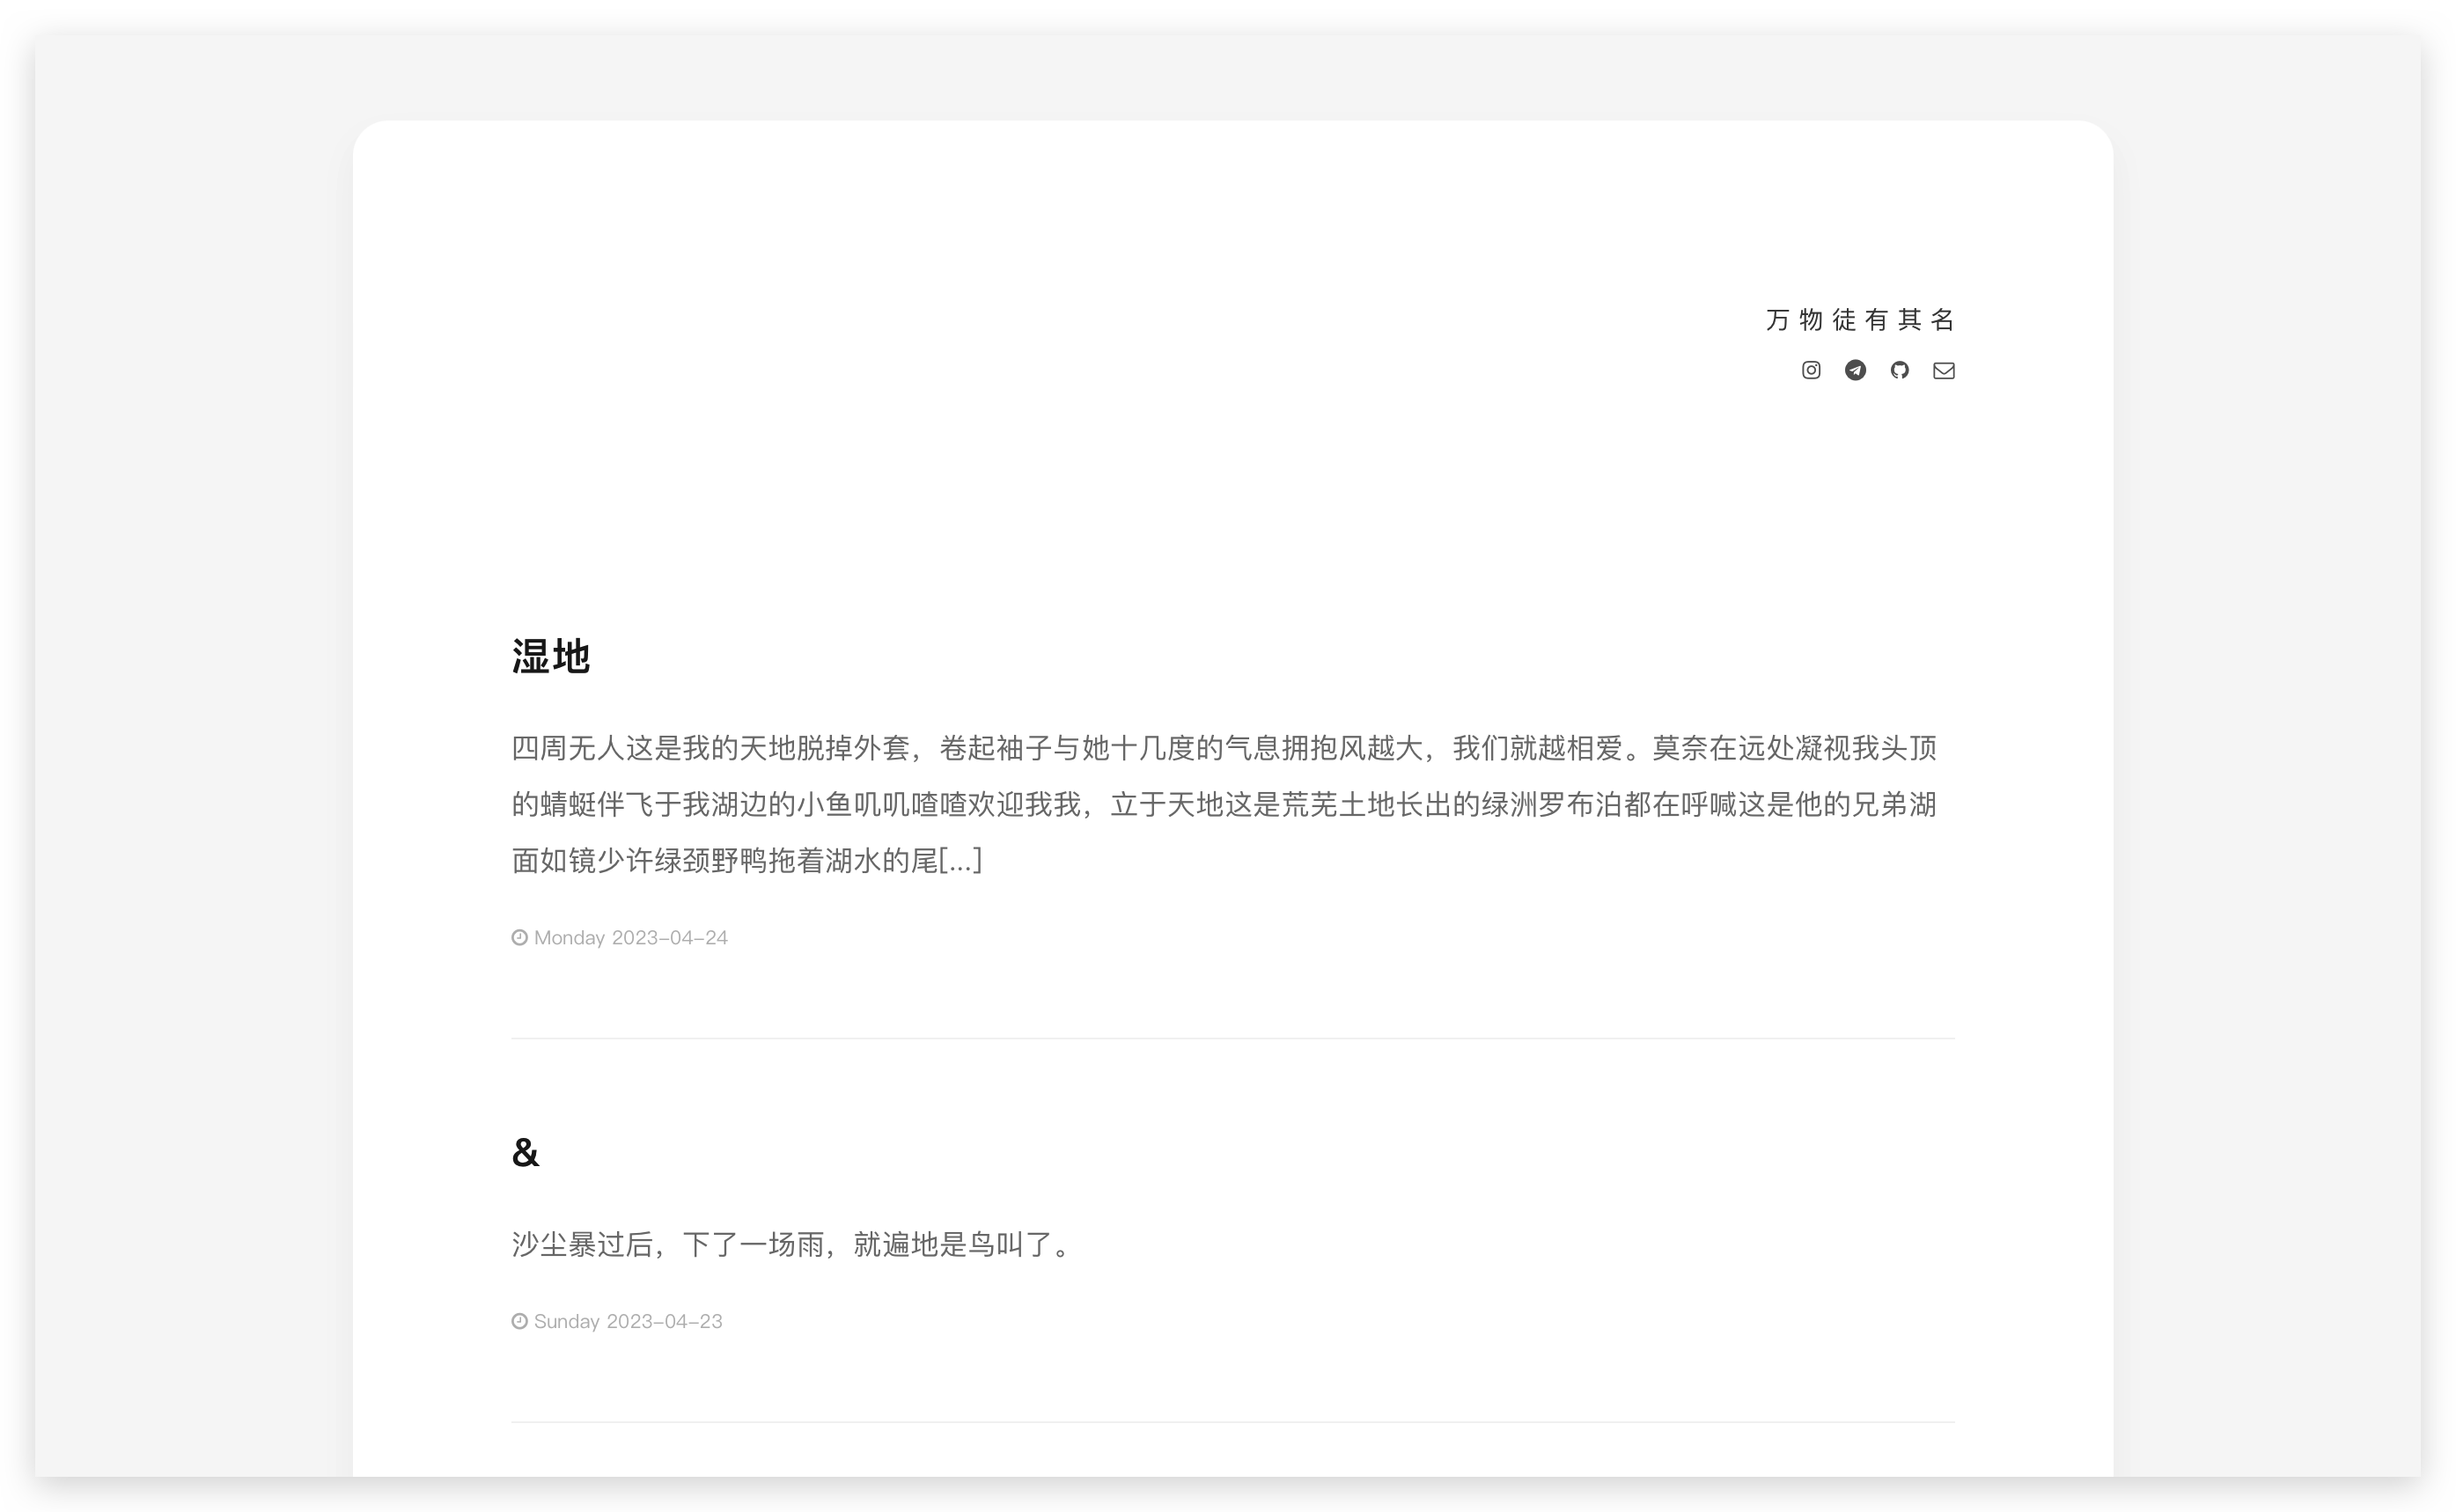 万物徒有其名
湿地
四周无人这是我的天地脱掉外套，卷起袖子与她十几度的气息拥抱风越大，我们就越相爱。莫奈在远处凝视我头顶
的蜻蜓伴飞于我湖边的小鱼叽叽喳喳欢迎我我，立于天地这是荒芜土地长出的绿洲罗布泊都在呼喊这是他的兄弟湖
面如镜少许绿颈野鸭拖着湖水的尾[...]
Monday 2023-04-24
&
沙尘暴过后，下了一场雨，就遍地是鸟叫了。
Sunday 2023-04-23